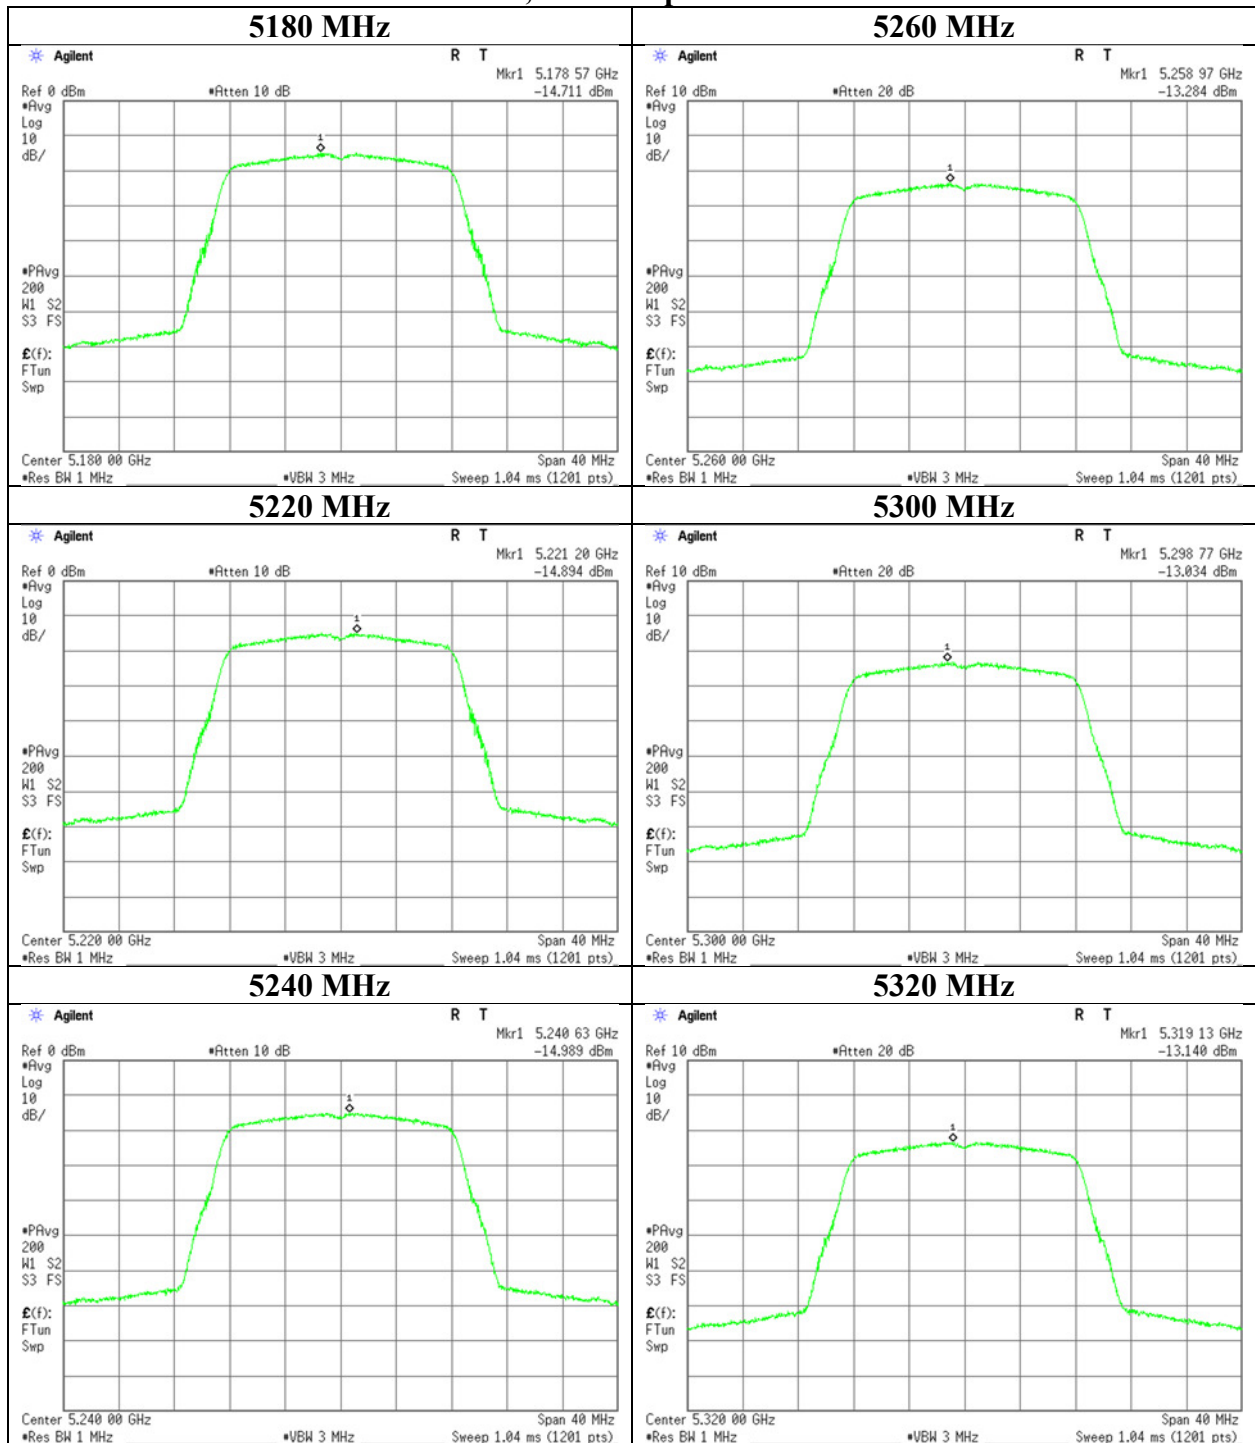 5180 MHz
Agilent R T
Mkr1 5.178 57 GHz
Ref 0 dBm *Atten 10 dB -14.711 dBm
*Avg
Log
10
dB/
1
*PAvg
200
W1 S2
S3 FS
£(f):
FTun
Swp
Center 5.180 00 GHz Span 40 MHz
*Res BW 1 MHz *VBW 3 MHz Sweep 1.04 ms (1201 pts)
5260 MHz
Agilent R T
Mkr1 5.258 97 GHz
Ref 10 dBm *Atten 20 dB -13.284 dBm
*Avg
Log
10
dB/
1
*PAvg
200
W1 S2
S3 FS
£(f):
FTun
Swp
Center 5.260 00 GHz Span 40 MHz
*Res BW 1 MHz *VBW 3 MHz Sweep 1.04 ms (1201 pts)
5220 MHz
Agilent R T
Mkr1 5.221 20 GHz
Ref 0 dBm *Atten 10 dB -14.894 dBm
*Avg
Log
10
dB/
1
*PAvg
200
W1 S2
S3 FS
£(f):
FTun
Swp
Center 5.220 00 GHz Span 40 MHz
*Res BW 1 MHz *VBW 3 MHz Sweep 1.04 ms (1201 pts)
5300 MHz
Agilent R T
Mkr1 5.298 77 GHz
Ref 10 dBm *Atten 20 dB -13.034 dBm
*Avg
Log
10
dB/
1
*PAvg
200
W1 S2
S3 FS
£(f):
FTun
Swp
Center 5.300 00 GHz Span 40 MHz
*Res BW 1 MHz *VBW 3 MHz Sweep 1.04 ms (1201 pts)
5240 MHz
Agilent R T
Mkr1 5.240 63 GHz
Ref 0 dBm *Atten 10 dB -14.989 dBm
*Avg
Log
10
dB/
1
*PAvg
200
W1 S2
S3 FS
£(f):
FTun
Swp
Center 5.240 00 GHz Span 40 MHz
*Res BW 1 MHz *VBW 3 MHz Sweep 1.04 ms (1201 pts)
5320 MHz
Agilent R T
Mkr1 5.319 13 GHz
Ref 10 dBm *Atten 20 dB -13.140 dBm
*Avg
Log
10
dB/
1
*PAvg
200
W1 S2
S3 FS
£(f):
FTun
Swp
Center 5.320 00 GHz Span 40 MHz
*Res BW 1 MHz *VBW 3 MHz Sweep 1.04 ms (1201 pts)